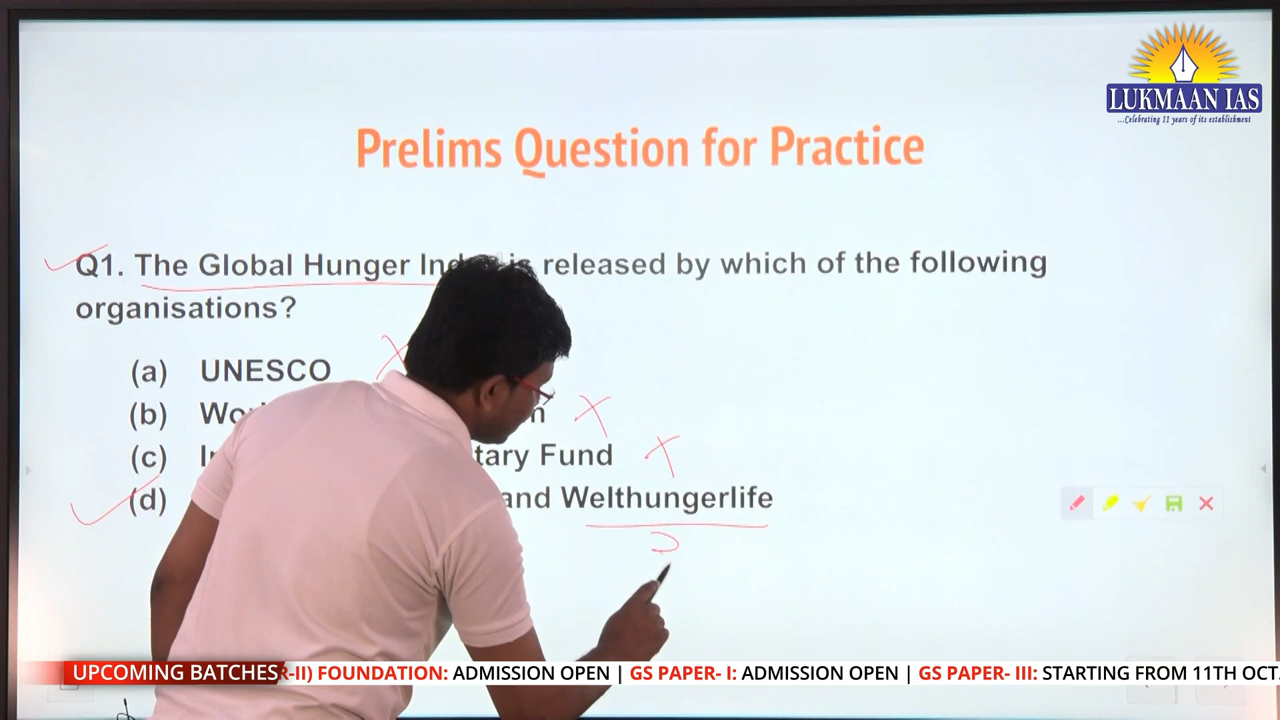 LUKMAAN IAS
...Celebrating 11 years of its establishment
Prelims Question for Practice
Q1. The Global Hunger is released by which of the following
organisations?
(a) UNESCO
(b)
(c) Fund
(d) and Welthungerlife
UPCOMING BATCHES R-II) FOUNDATION: ADMISSION OPEN | GS PAPER- I: ADMISSION OPEN | GS PAPER- III: STARTING FROM 11TH OCT.